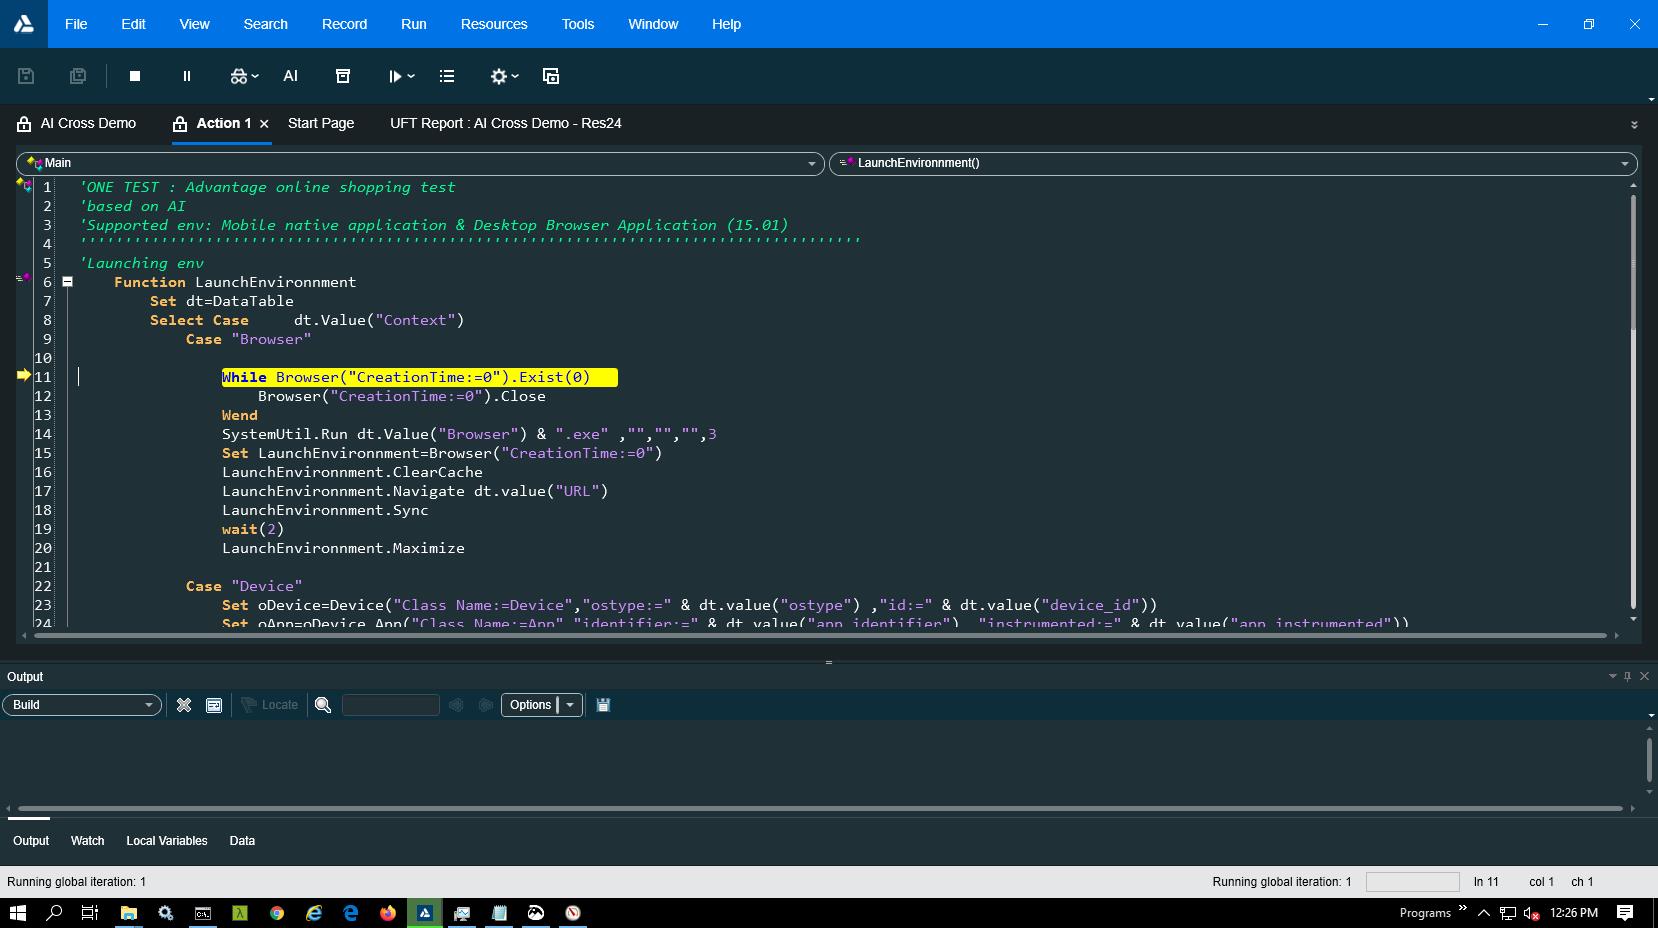 File Edit View Search Record Run Resources Tools Window Help
AI
AI Cross Demo Action 1 Start Page UFT Report : AI Cross Demo - Res24
Main LaunchEnvironnment()
1 'ONE TEST : Advantage online shopping test
2 'based on AI
3 'Supported env: Mobile native application & Desktop Browser Application (15.01)
4
5 'Launching env
6 Function LaunchEnvironnment
7 Set dt=DataTable
8 Select Case dt.Value("Context")
9 Case "Browser"
10
11 While Browser("CreationTime:=0").Exist(0)
12 Browser("CreationTime:=0").Close
13 Wend
14 SystemUtil.Run dt.Value("Browser") & ".exe" ,"","","",3
15 Set LaunchEnvironnment=Browser("CreationTime:=0")
16 LaunchEnvironnment.ClearCache
17 LaunchEnvironnment.Navigate dt.value("URL")
18 LaunchEnvironnment.Sync
19 wait(2)
20 LaunchEnvironnment.Maximize
21
22 Case "Device"
23 Set oDevice=Device("Class Name:=Device","ostype:=" & dt.value("ostype") ,"id:=" & dt.value("device_id"))
24 Set oApp=oDevice.App("Class Name:=App","identifier:=" & dt.value("app_identifier"), "instrumented:=" & dt.value("app_instrumented"))
Output
Build Locate Options
Output Watch Local Variables Data
Running global iteration: 1 Running global iteration: 1 ln 11 col 1 ch 1
Programs 12:26 PM